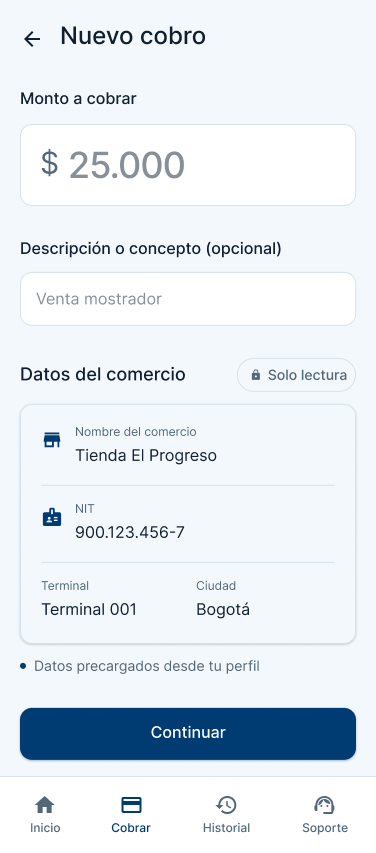 Nuevo cobro
Monto a cobrar
$ 25.000
Descripción o concepto (opcional)
Venta mostrador
Datos del comercio
Solo lectura
Nombre del comercio
Tienda El Progreso
NIT
900.123.456-7
Terminal Ciudad
Terminal 001 Bogotá
Datos precargados desde tu perfil
Continuar
Inicio Cobrar Historial Soporte